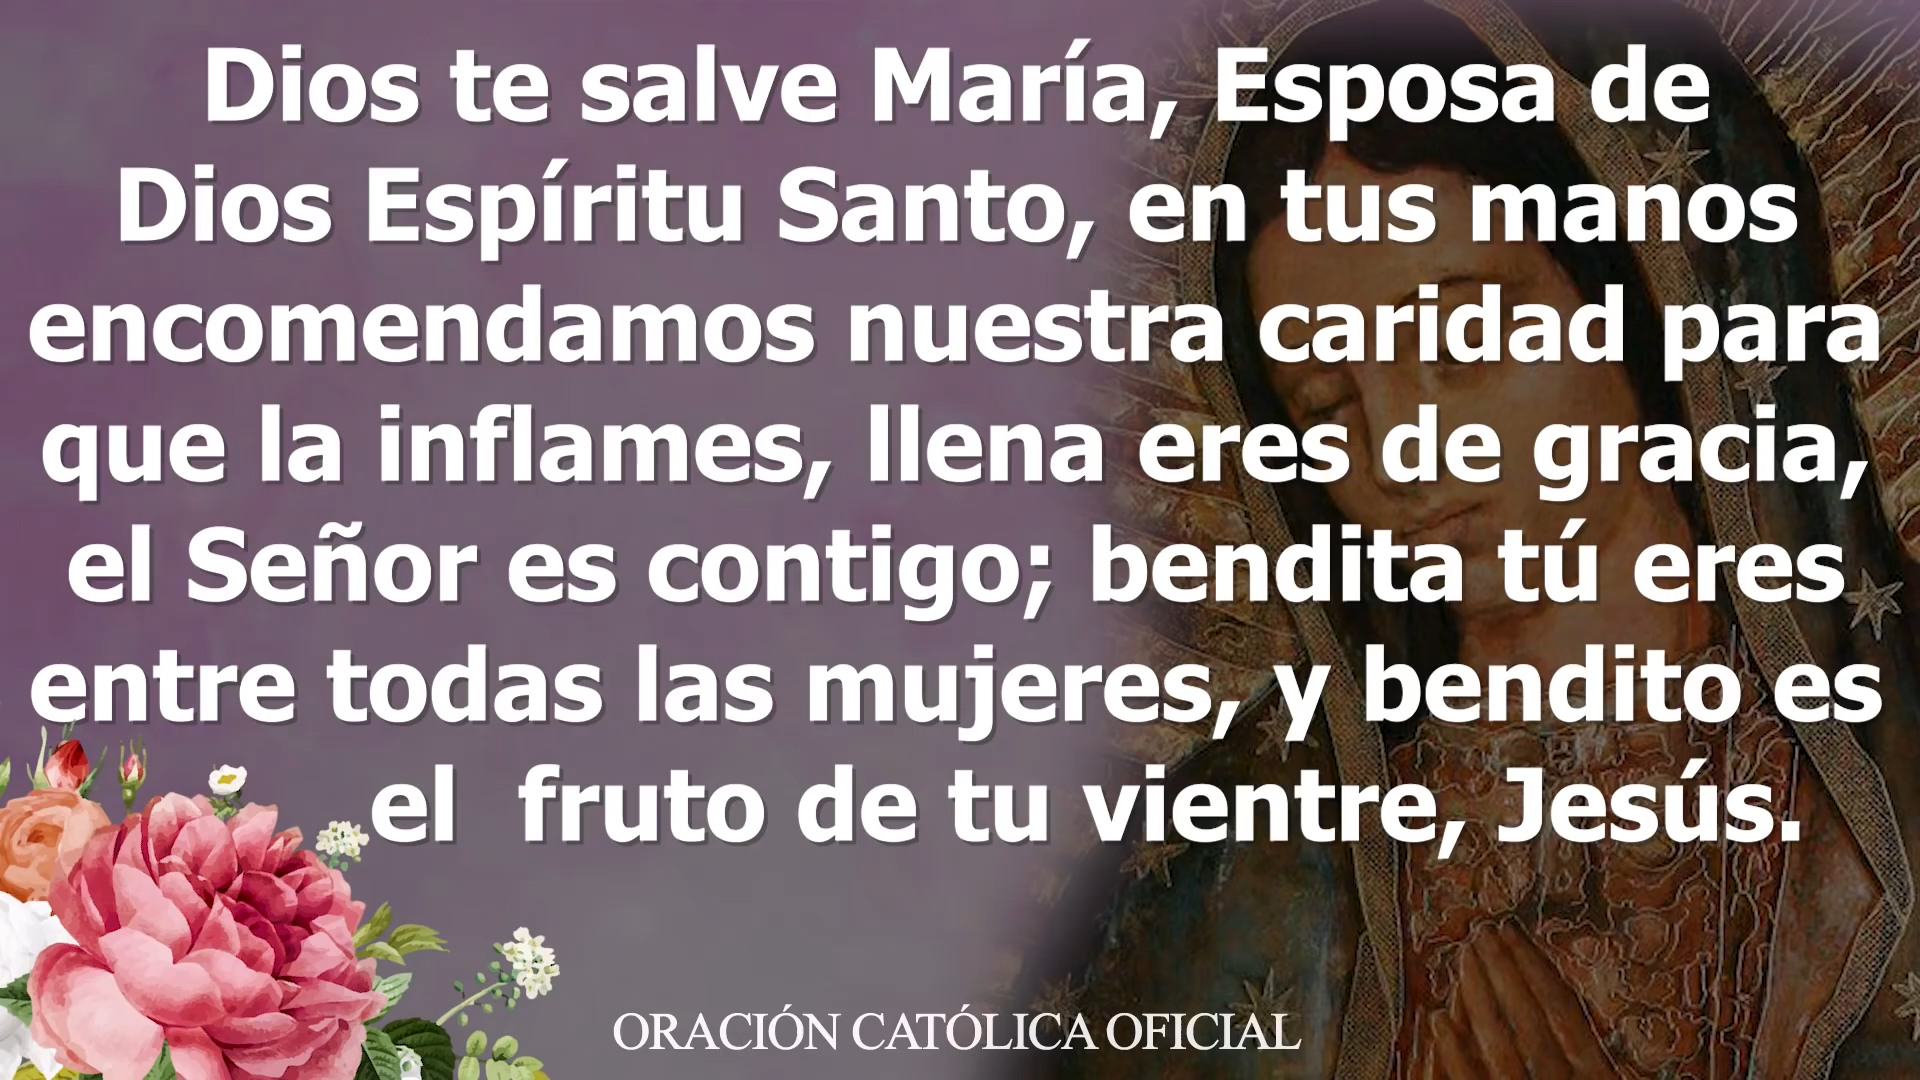 Dios te salve María, Esposa de
Dios Espíritu Santo, en tus manos
encomendamos nuestra caridad para
que la inflames, llena eres de gracia,
el Señor es contigo; bendita tú eres
entre todas las mujeres, y bendito es
el  fruto de tu vientre, Jesús.
ORACIÓN CATÓLICA OFICIAL